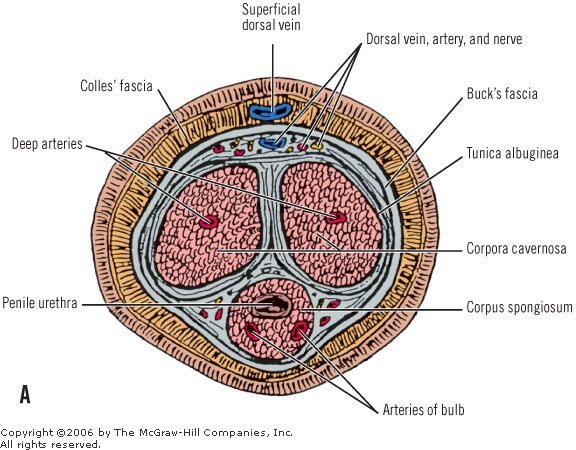 Superficial
dorsal vein
Dorsal vein, artery, and nerve
Colles' fascia
Buck's fascia
Deep arteries
Tunica albuginea
Corpora cavernosa
Penile urethra
Corpus spongiosum
A
Arteries of bulb
Copyright ©2006 by The McGraw-Hill Companies, Inc.
All rights reserved.